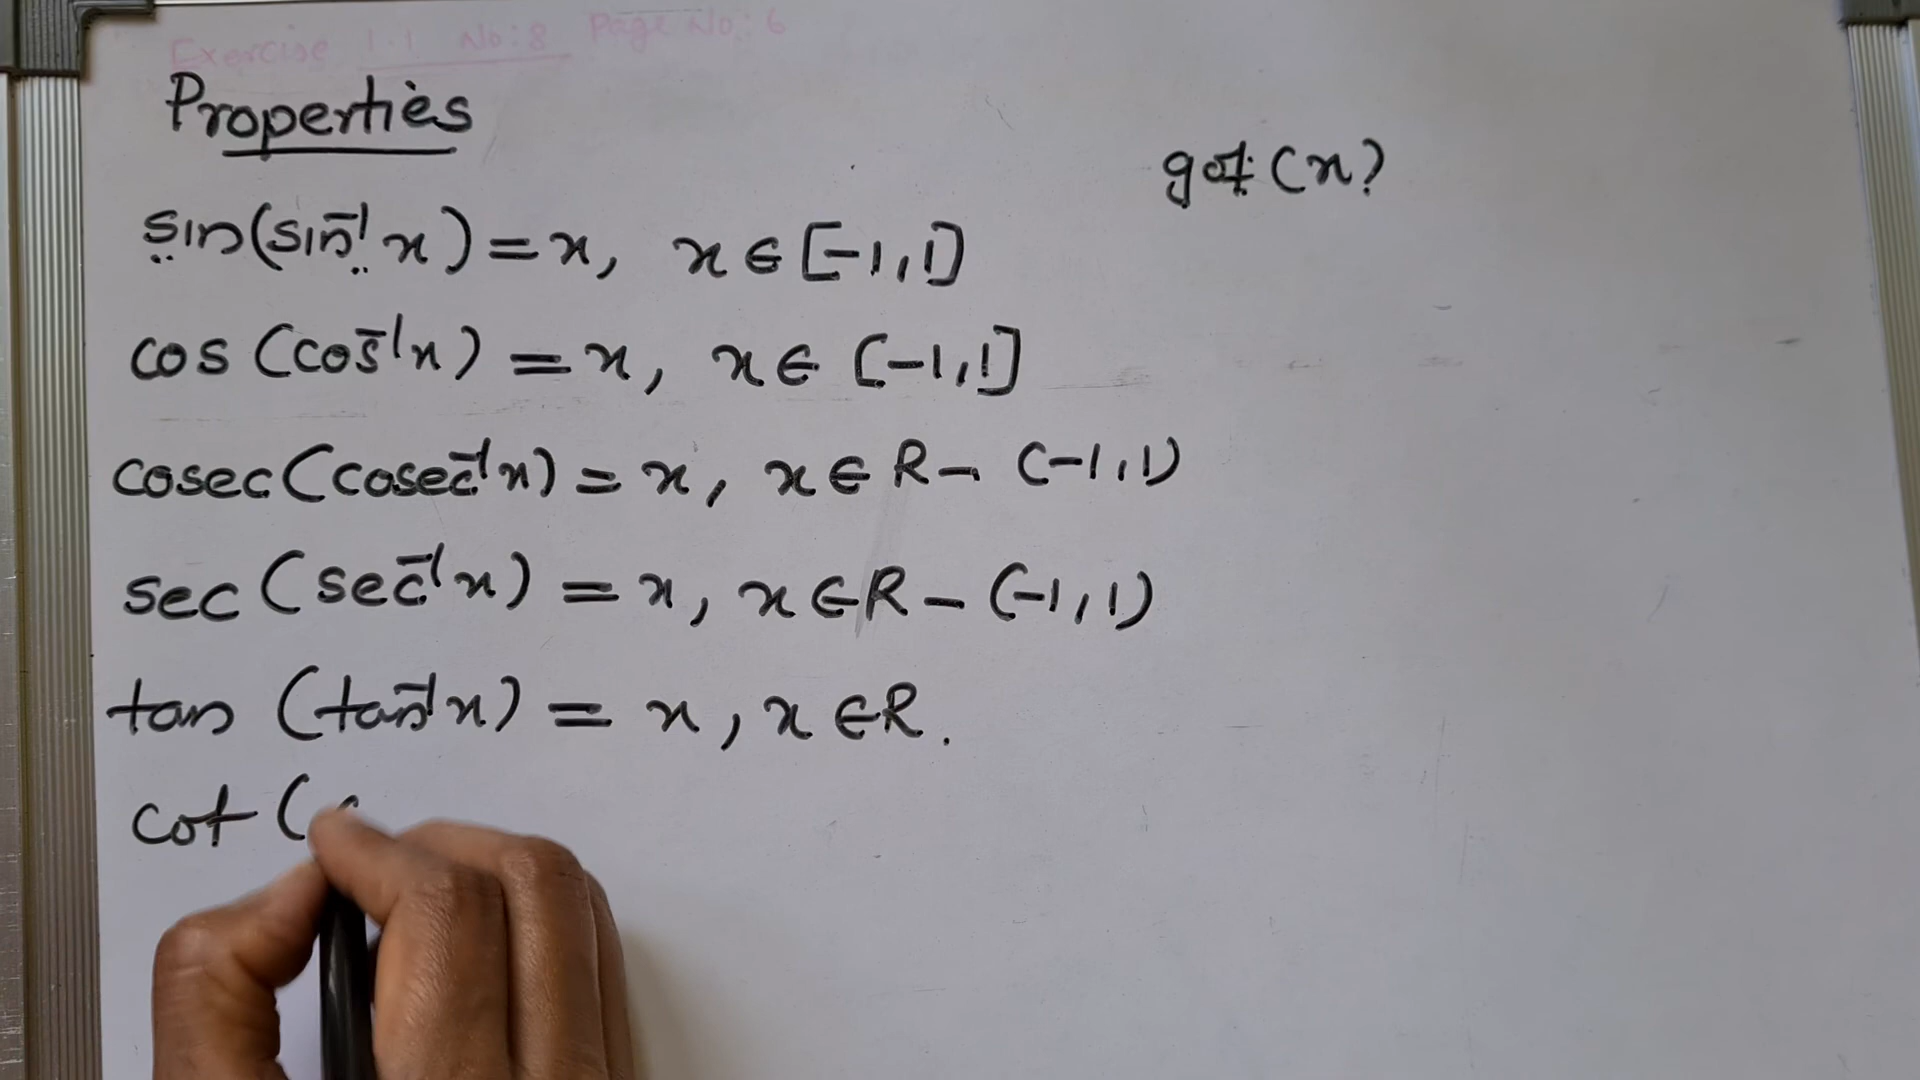 Exercise 1.1 No:8 Page No:6
Properties
gof(x)
sin(sin⁻¹x)=x, x∈[-1,1]
cos(cos⁻¹x)=x, x∈[-1,1]
cosec(cosec⁻¹x)=x, x∈R-(-1,1)
sec(sec⁻¹x)=x, x∈R-(-1,1)
tan(tan⁻¹x)=x, x∈R.
cot(